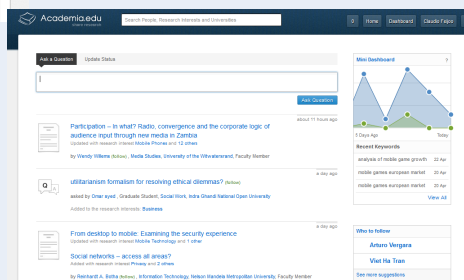 Academia.edu
share research
Search People, Research Interests and Universities
0 Home Dashboard Claudio Feijoo
Ask a Question Update Status
Ask Question
about 11 hours ago
Participation – In what? Radio, convergence and the corporate logic of
audience input through new media in Zambia
Updated with research interest Mobile Phones and 12 others
by Wendy Willems (follow) , Media Studies, University of the Witwatersrand, Faculty Member
a day ago
Q
utilitarianism formalism for resolving ethical dilemmas? (follow)
asked by Omar syed , Graduate Student, Social Work, Indira Ghandi National Open University
Added to the research interests: Business
a day ago
From desktop to mobile: Examining the security experience
Updated with research interest Mobile Technology and 1 other
Social networks – access all areas?
Added with research interest Privacy and 2 others
by Reinhardt A. Botha (follow) , Information Technology, Nelson Mandela Metropolitan University, Faculty Member
Mini Dashboard
5 Days Ago Today
Recent Keywords
analysis of mobile game growth 22 Apr
mobile games european market 22 Apr
mobile games european market 22 Apr
View All
Who to follow
Arturo Vergara
Viet Ha Tran
See more suggestions